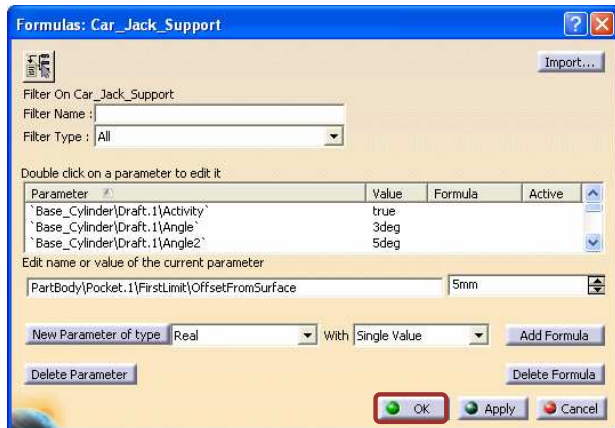 Formulas: Car_Jack_Support
Import...
Filter On Car_Jack_Support
Filter Name :
Filter Type : All
Double click on a parameter to edit it
Parameter Value Formula Active
`Base_Cylinder\Draft.1\Activity` true
`Base_Cylinder\Draft.1\Angle` 3deg
`Base_Cylinder\Draft.1\Angle2` 5deg
Edit name or value of the current parameter
PartBody\Pocket.1\FirstLimit\OffsetFromSurface 5mm
New Parameter of type Real With Single Value Add Formula
Delete Parameter Delete Formula
OK Apply Cancel